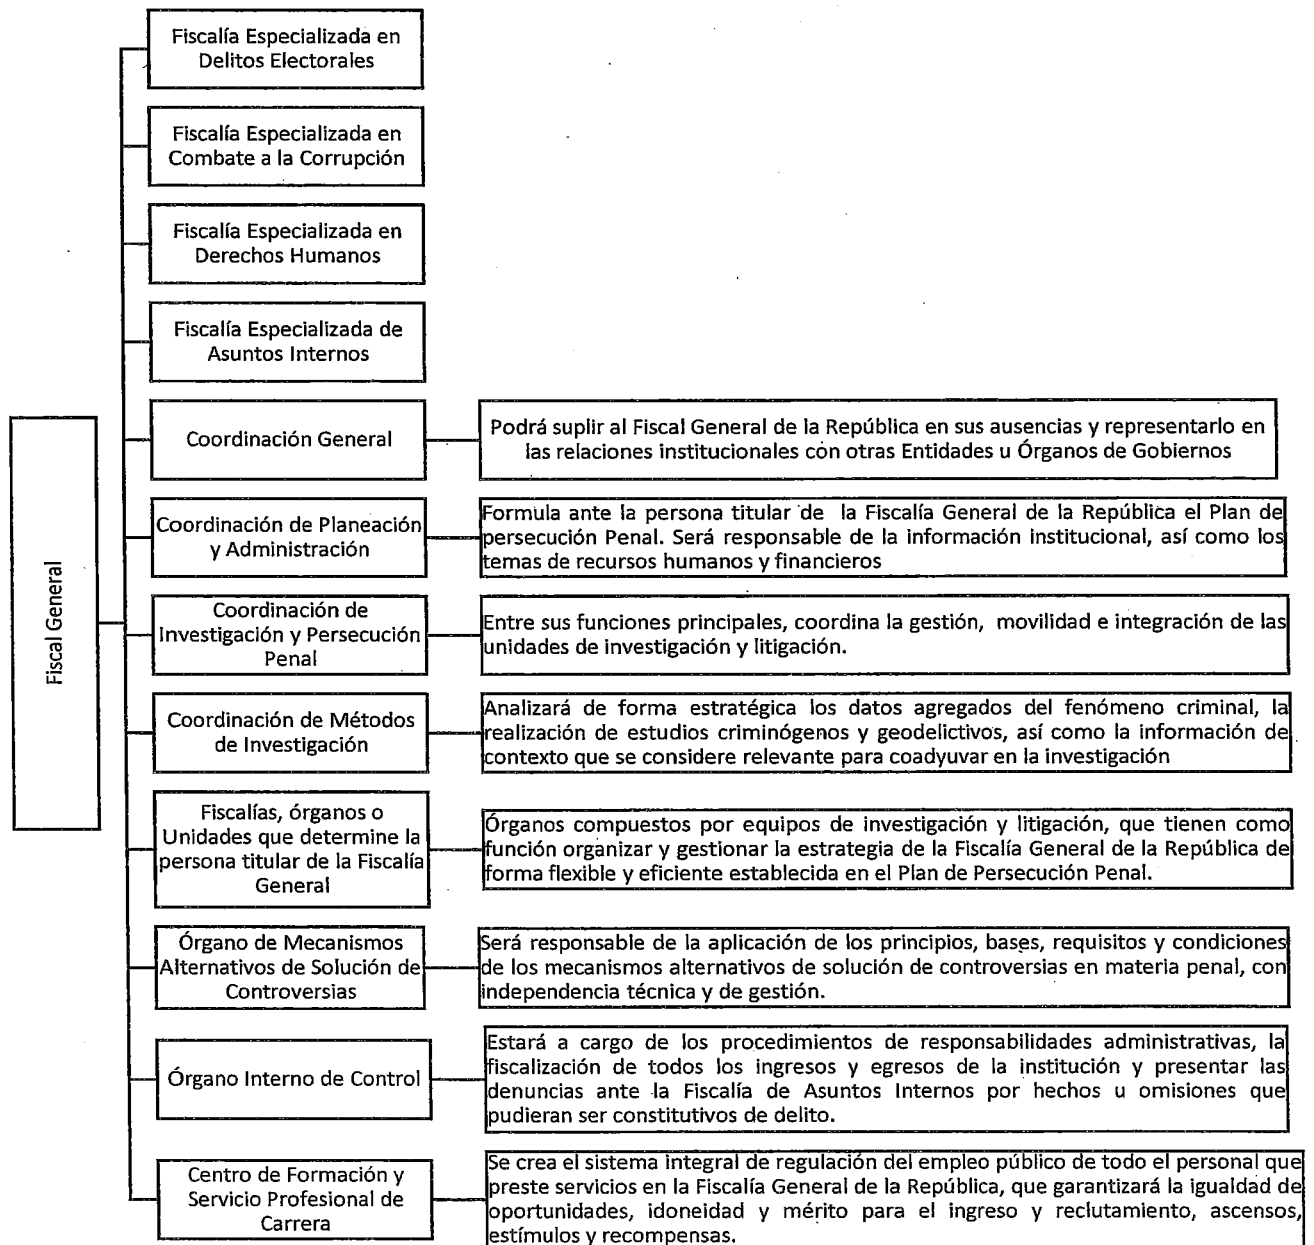 Fiscalía Especializada en
Delitos Electorales
Fiscalía Especializada en
Combate a la Corrupción
Fiscalía Especializada en
Derechos Humanos
Fiscalía Especializada de
Asuntos Internos
Fiscal General
Coordinación General
Podrá suplir al Fiscal General de la República en sus ausencias y representarlo en
las relaciones institucionales con otras Entidades u Órganos de Gobiernos
Coordinación de Planeación
y Administración
Formula ante la persona titular de la Fiscalía General de la República el Plan de
persecución Penal. Será responsable de la información institucional, así como los
temas de recursos humanos y financieros
Coordinación de
Investigación y Persecución
Penal
Entre sus funciones principales, coordina la gestión, movilidad e integración de las
unidades de investigación y litigación.
Coordinación de Métodos
de Investigación
Analizará de forma estratégica los datos agregados del fenómeno criminal, la
realización de estudios criminógenos y geodelictivos, así como la información de
contexto que se considere relevante para coadyuvar en la investigación
Fiscalías, órganos o
Unidades que determine la
persona titular de la Fiscalía
General
Órganos compuestos por equipos de investigación y litigación, que tienen como
función organizar y gestionar la estrategia de la Fiscalía General de la República de
forma flexible y eficiente establecida en el Plan de Persecución Penal.
Órgano de Mecanismos
Alternativos de Solución de
Controversias
Será responsable de la aplicación de los principios, bases, requisitos y condiciones
de los mecanismos alternativos de solución de controversias en materia penal, con
independencia técnica y de gestión.
Órgano Interno de Control
Estará a cargo de los procedimientos de responsabilidades administrativas, la
fiscalización de todos los ingresos y egresos de la institución y presentar las
denuncias ante la Fiscalía de Asuntos Internos por hechos u omisiones que
pudieran ser constitutivos de delito.
Centro de Formación y
Servicio Profesional de
Carrera
Se crea el sistema integral de regulación del empleo público de todo el personal que
preste servicios en la Fiscalía General de la República, que garantizará la igualdad de
oportunidades, idoneidad y mérito para el ingreso y reclutamiento, ascensos,
estímulos y recompensas.